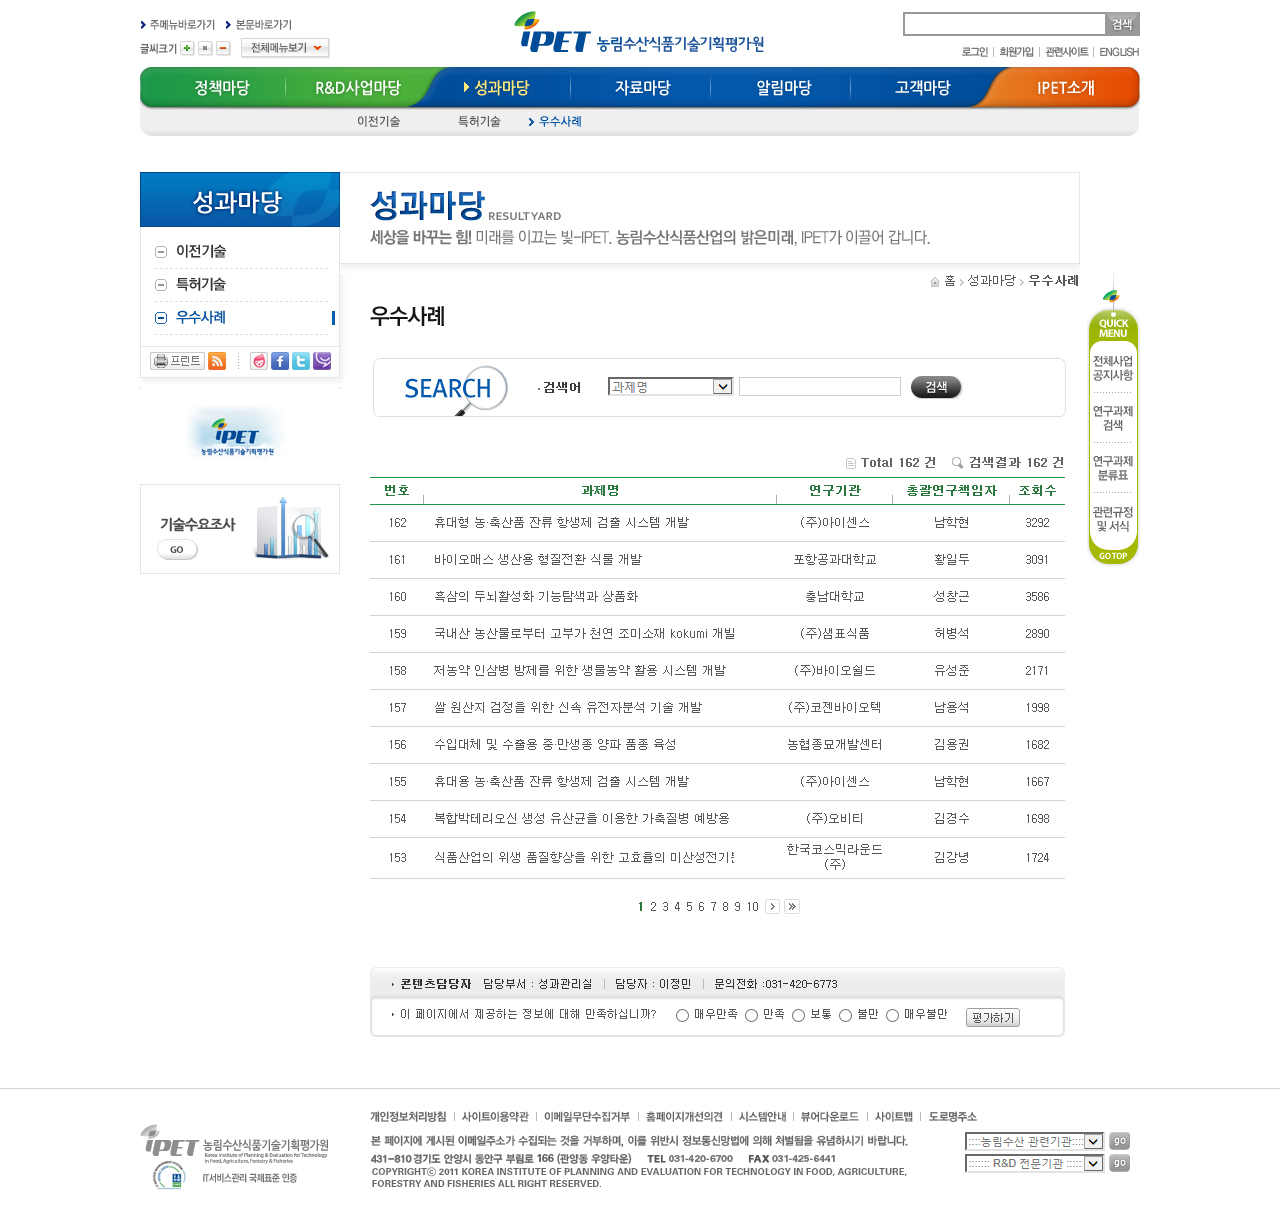 주메뉴바로가기 본문바로가기
글씨크기 전체메뉴보기
iPET 농림수산식품기술기획평가원
검색
로그인 회원가입 관련사이트 ENGLISH
정책마당 R&D사업마당 성과마당 자료마당 알림마당 고객마당 IPET소개
이전기술 특허기술 우수사례
성과마당
이전기술
특허기술
우수사례
프린트
iPET
농림수산식품기술기획평가원
기술수요조사
GO
성과마당 RESULT YARD
세상을 바꾸는 힘! 미래를 이끄는 빛-IPET. 농림수산식품산업의 밝은미래, IPET가 이끌어 갑니다.
홈 성과마당 우수사례
우수사례
SEARCH 검색어 과제명 검색
Total 162 건 검색결과 162 건
번호 과제명 연구기관 총괄연구책임자 조회수
162 휴대형 농·축산품 잔류 항생제 검출 시스템 개발 (주)아이센스 남학현 3292
161 바이오매스 생산용 형질전환 식물 개발 포항공과대학교 황일두 3091
160 흑삼의 두뇌활성화 기능탐색과 상품화 충남대학교 성창근 3586
159 국내산 농산물로부터 고부가 천연 조미소재 kokumi 개발 (주)샘표식품 허병석 2890
158 저농약 인삼병 방제를 위한 생물농약 활용 시스템 개발 (주)바이오쉴드 유성준 2171
157 쌀 원산지 검정을 위한 신속 유전자분석 기술 개발 (주)코젠바이오텍 남용석 1998
156 수입대체 및 수출용 중·만생종 양파 품종 육성 농협종묘개발센터 김용권 1682
155 휴대용 농·축산품 잔류 항생제 검출 시스템 개발 (주)아이센스 남학현 1667
154 복합박테리오신 생성 유산균을 이용한 가축질병 예방용 (주)오비티 김경수 1698
153 식품산업의 위생 품질향상을 위한 고효율의 미산성전기분 한국코스믹라운드(주) 김강녕 1724
1 2 3 4 5 6 7 8 9 10
콘텐츠담당자 담당부서 : 성과관리실 담당자 : 이정민 문의전화 :031-420-6773
이 페이지에서 제공하는 정보에 대해 만족하십니까? 매우만족 만족 보통 불만 매우불만 평가하기
QUICK
MENU
전체사업
공지사항
연구과제
검색
연구과제
분류표
관련규정
및 서식
GO TOP
개인정보처리방침 사이트이용약관 이메일무단수집거부 홈페이지개선의견 시스템안내 뷰어다운로드 사이트맵 도로명주소
본 페이지에 게시된 이메일주소가 수집되는 것을 거부하며, 이를 위반시 정보통신망법에 의해 처벌됨을 유념하시기 바랍니다.
431-810 경기도 안양시 동안구 부림로 166 (관양동 우양타운) TEL 031-420-6700 FAX 031-425-6441
COPYRIGHTⓒ 2011 KOREA INSTITUTE OF PLANNING AND EVALUATION FOR TECHNOLOGY IN FOOD, AGRICULTURE,
FORESTRY AND FISHERIES ALL RIGHT RESERVED.
iPET 농림수산식품기술기획평가원
Korea Institute of Planning and Evaluation for Technology
in Food, Agriculture, Forestry & Fisheries
IT서비스관리 국제표준 인증
::::농림수산 관련기관:::: go
::::::: R&D 전문기관 ::::: go